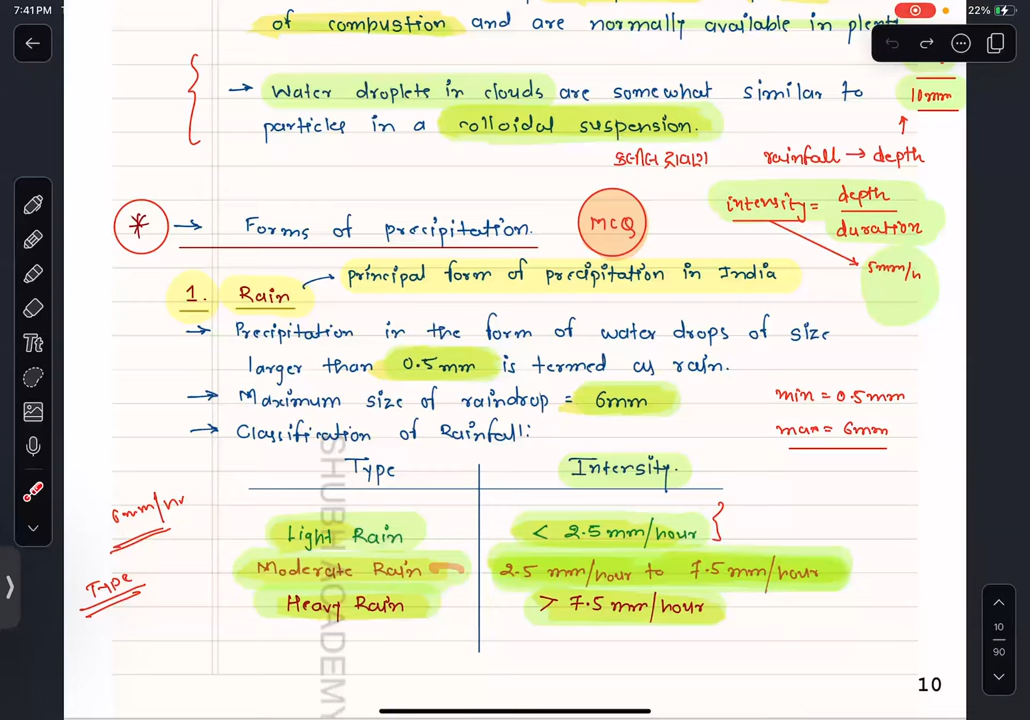 7:41 PM
22%
of combustion and are normally available in plenty
→ Water droplete in clouds are somewhat similar to
particles in a colloidal suspension.
10mm
rainfall → depth
intensity = depth
duration
5mm/h
* → Forms of precipitation.
MCQ
1. Rain → principal form of precipitation in India
→ Precipitation in the form of water drops of size
larger than 0.5mm is termed as rain.
→ Maximum size of raindrop = 6mm
min = 0.5mm
→ Classification of Rainfall:
max = 6mm
Type Intensity.
6mm/hr
Light Rain < 2.5 mm/hour
Moderate Rain 2.5 mm/hour to 7.5 mm/hour
Type
Heavy Rain > 7.5 mm/hour
SHUBH ACADEMY
10
10
90
Tt